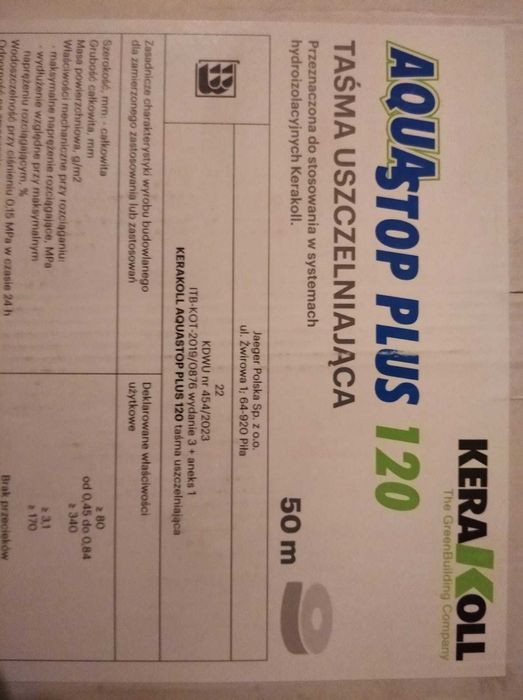 KERAKOLL
The GreenBuilding Company
AQUASTOP PLUS 120
TAŚMA USZCZELNIAJĄCA
50 m
Przeznaczona do stosowania w systemach
hydroizolacyjnych Kerakoll.
Jaeger Polska Sp. z o.o.
ul. Żwirowa 1; 64-920 Piła
B
22
KDWU nr 454/2023
ITB-KOT-2019/0876 wydanie 3 + aneks 1
KERAKOLL AQUASTOP PLUS 120 taśma uszczelniająca
Zasadnicze charakterystyki wyrobu budowlanego
dla zamierzonego zastosowania lub zastosowań
Deklarowane właściwości
użytkowe
Szerokość, mm: - całkowita
≥ 80
Grubość całkowita, mm
od 0,45 do 0,84
Masa powierzchniowa, g/m2
≥ 340
Właściwości mechaniczne przy rozciąganiu:
- maksymalne naprężenie rozciągające, MPa
≥ 3,1
- wydłużenie względne przy maksymalnym
naprężeniu rozciągającym, %
≥ 170
Wodoszczelność przy ciśnieniu 0,15 MPa w czasie 24 h
Brak przecieków